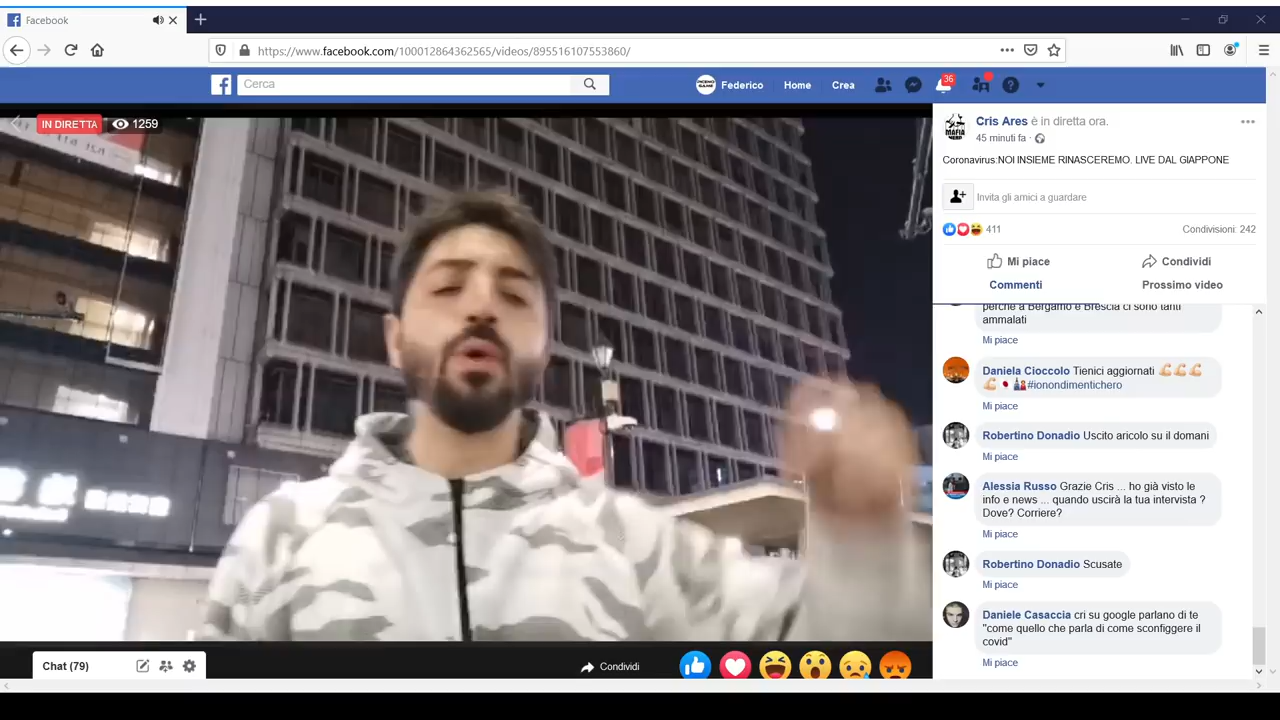 Facebook
https://www.facebook.com/100012864362565/videos/895516107553860/
Cerca
Federico
Home
Crea
36
IN DIRETTA
1259
MAFIA
Cris Ares è in diretta ora.
45 minuti fa ·
Coronavirus:NOI INSIEME RINASCEREMO. LIVE DAL GIAPPONE
Invita gli amici a guardare
411
Condivisioni: 242
Mi piace
Condividi
Commenti
Prossimo video
perché a Bergamo e Brescia ci sono tanti
ammalati
Mi piace
Daniela Cioccolo Tienici aggiornati 💪🏻💪🏻💪🏻
💪🏻🇯🇵🎎#ionondimentichero
Mi piace
Robertino Donadio Uscito aricolo su il domani
Mi piace
Alessia Russo Grazie Cris ... ho già visto le
info e news ... quando uscirà la tua intervista ?
Dove? Corriere?
Mi piace
Robertino Donadio Scusate
Mi piace
Daniele Casaccia cri su google parlano di te
"come quello che parla di come sconfiggere il
covid"
Mi piace
Chat (79)
Condividi